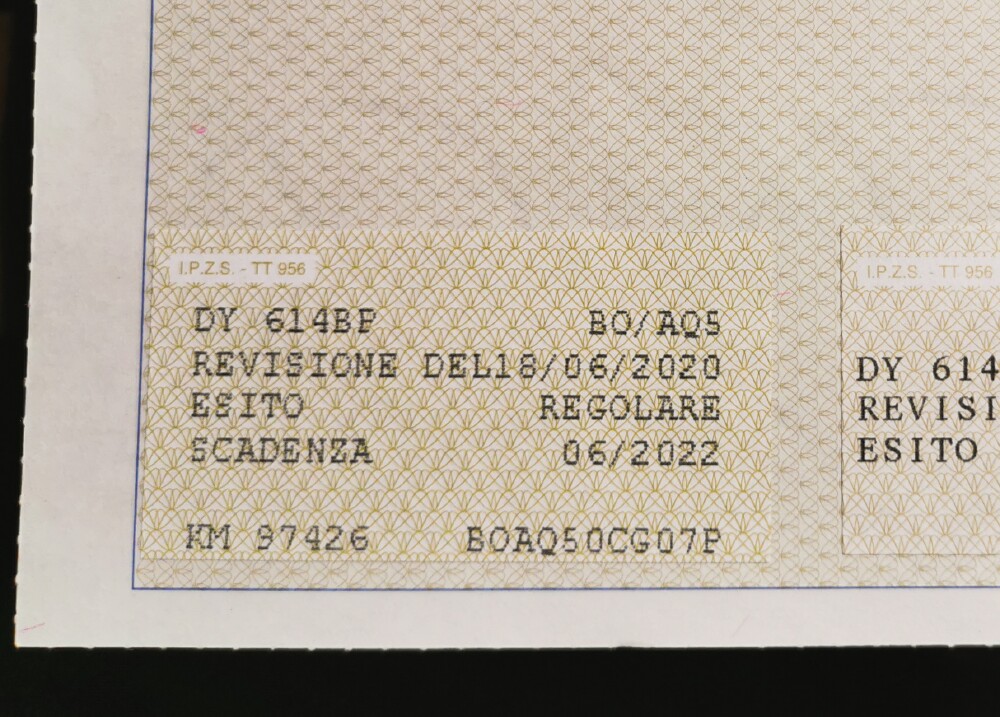 I.P.Z.S. - TT 956
DY 614BP BO/AQ5
REVISIONE DEL18/06/2020
ESITO REGOLARE
SCADENZA 06/2022
KM 97426 BOAQ50CG07P
I.P.Z.S. - TT 956
DY 614
REVISI
ESITO